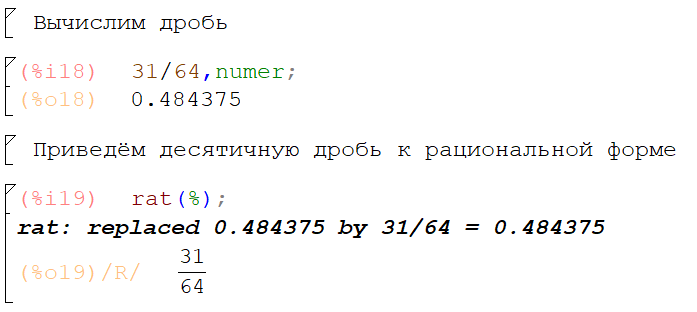 Вычислим дробь
(%i18) 31/64,numer;
(%o18) 0.484375
Приведём десятичную дробь к рациональной форме
(%i19) rat(%);
rat: replaced 0.484375 by 31/64 = 0.484375
(%o19)/R/ 31
64